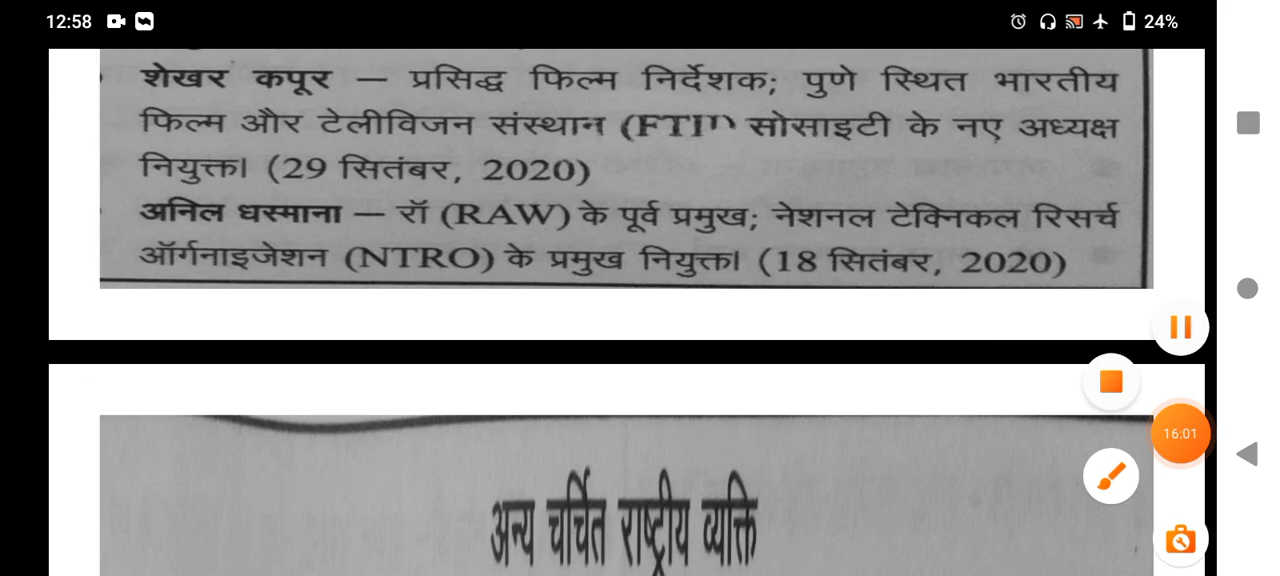 12:58
24%
शेखर कपूर — प्रसिद्ध फिल्म निर्देशक; पुणे स्थित भारतीय
फिल्म और टेलीविजन संस्थान सोसाइटी के नए अध्यक्ष
नियुक्त। (29 सितंबर, 2020)
अनिल धस्माना — रॉ (RAW) के पूर्व प्रमुख; नेशनल टेक्निकल रिसर्च
ऑर्गनाइजेशन (NTRO) के प्रमुख नियुक्त। (18 सितंबर, 2020)
16:01
अन्य चर्चित राष्ट्रीय व्यक्ति